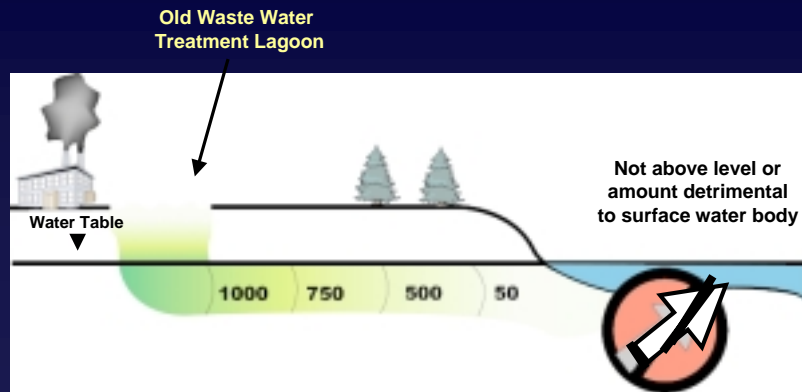 Old Waste Water
Treatment Lagoon
Not above level or
amount detrimental
to surface water body
Water Table
1000 750 500 50